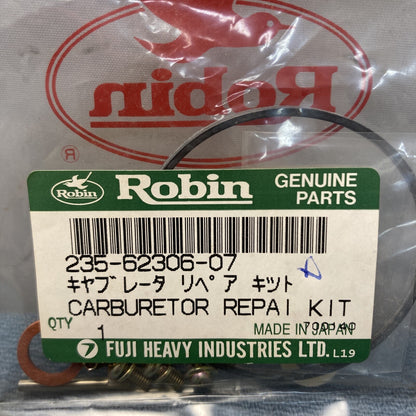 Robin
®
Robin
Robin
GENUINE
PARTS
235-62306-07
キャブレータ リペア キット
CARBURETOR REPAI KIT
QTY
1
MADE IN JAPAN
FUJI HEAVY INDUSTRIES LTD. L19